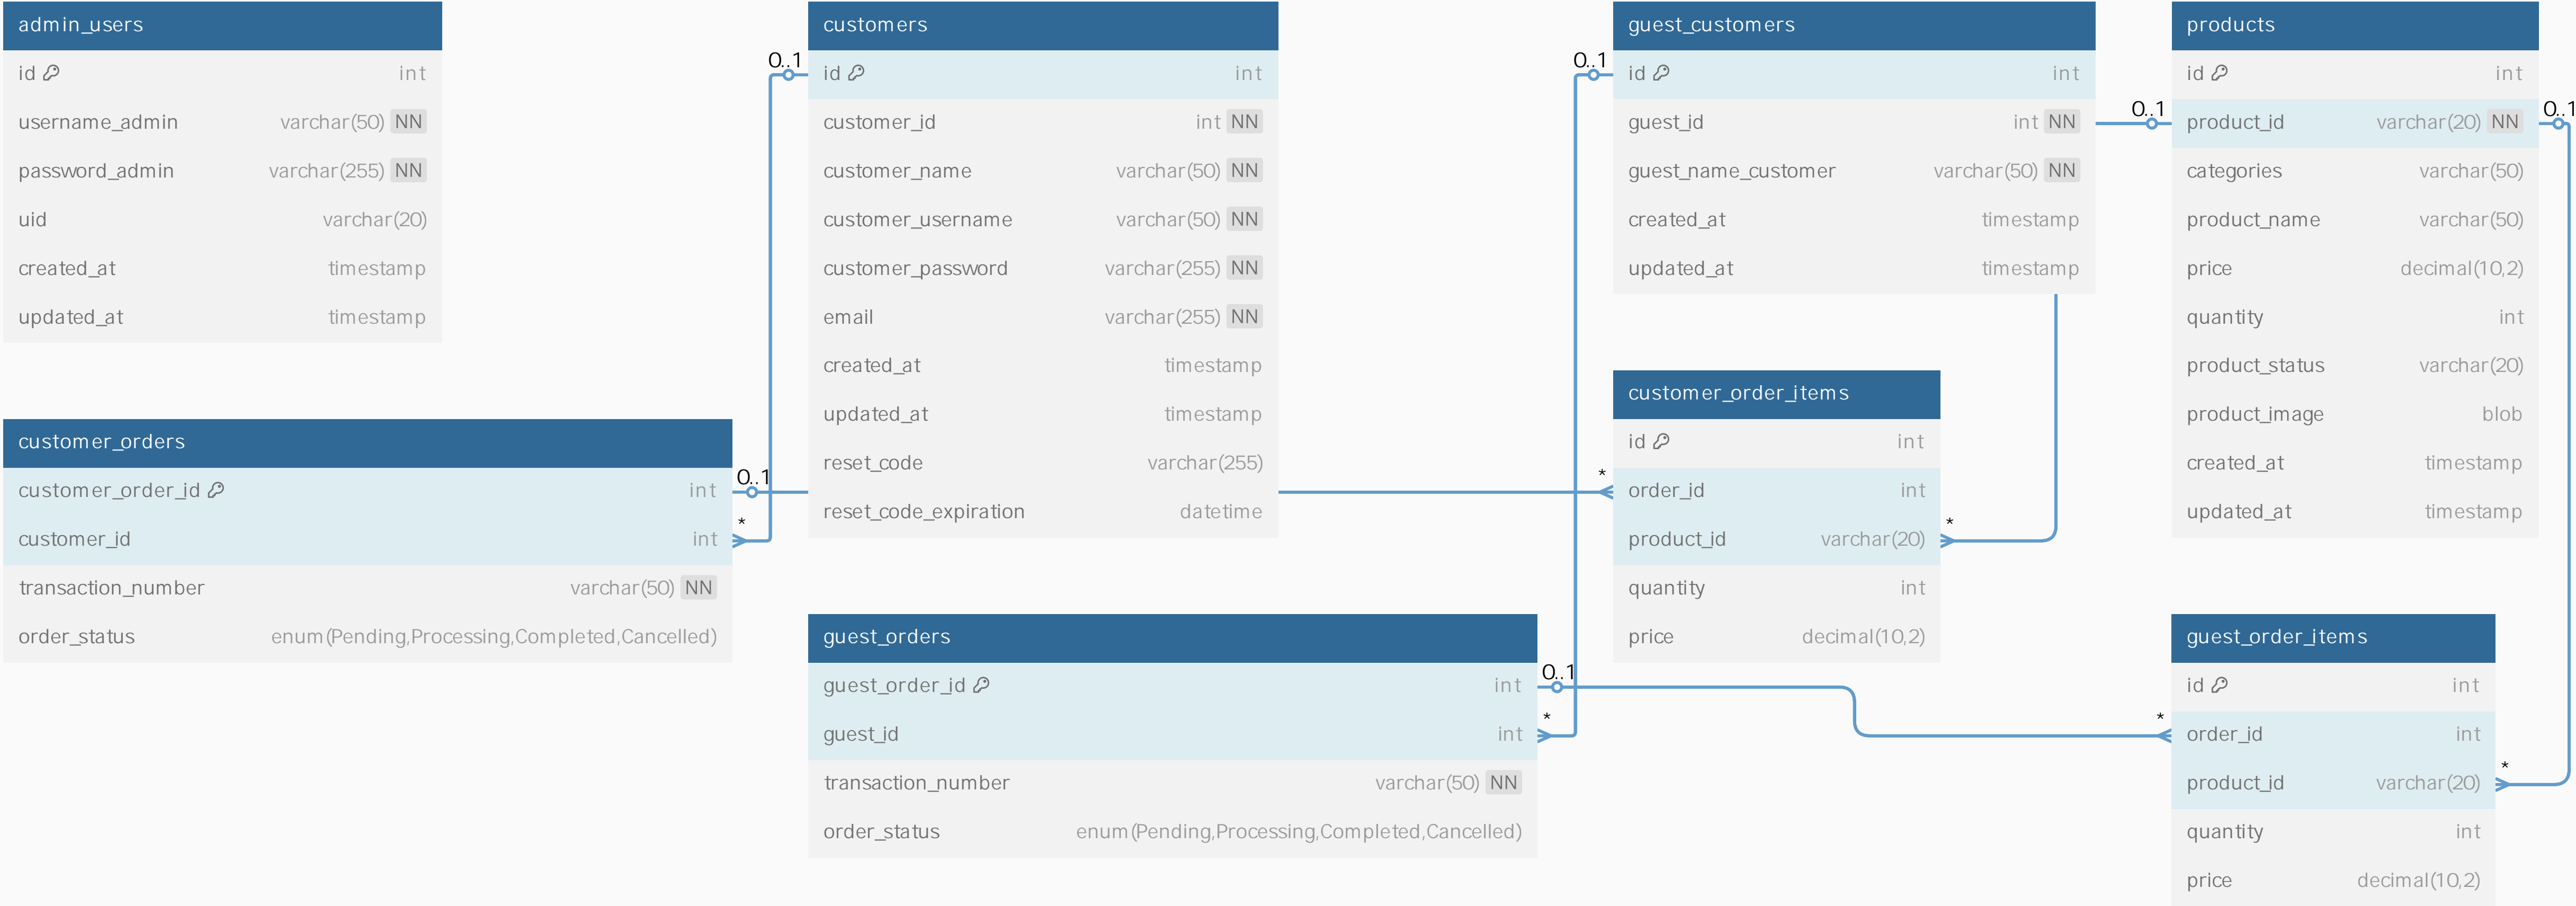 admin_users
id int
username_admin varchar(50) NN
password_admin varchar(255) NN
uid varchar(20)
created_at timestamp
updated_at timestamp
customers
0..1
id int
customer_id int NN
customer_name varchar(50) NN
customer_username varchar(50) NN
customer_password varchar(255) NN
email varchar(255) NN
created_at timestamp
updated_at timestamp
reset_code varchar(255)
reset_code_expiration datetime
guest_customers
0..1
id int
guest_id int NN
guest_name_customer varchar(50) NN
created_at timestamp
updated_at timestamp
products
id int
0..1
product_id varchar(20) NN
0..1
categories varchar(50)
product_name varchar(50)
price decimal(10,2)
quantity int
product_status varchar(20)
product_image blob
created_at timestamp
updated_at timestamp
customer_orders
customer_order_id int
0..1
customer_id int
*
transaction_number varchar(50) NN
order_status enum(Pending,Processing,Completed,Cancelled)
customer_order_items
id int
*
order_id int
product_id varchar(20)
*
quantity int
price decimal(10,2)
guest_orders
guest_order_id int
0..1
guest_id int
*
transaction_number varchar(50) NN
order_status enum(Pending,Processing,Completed,Cancelled)
guest_order_items
id int
*
order_id int
product_id varchar(20)
*
quantity int
price decimal(10,2)